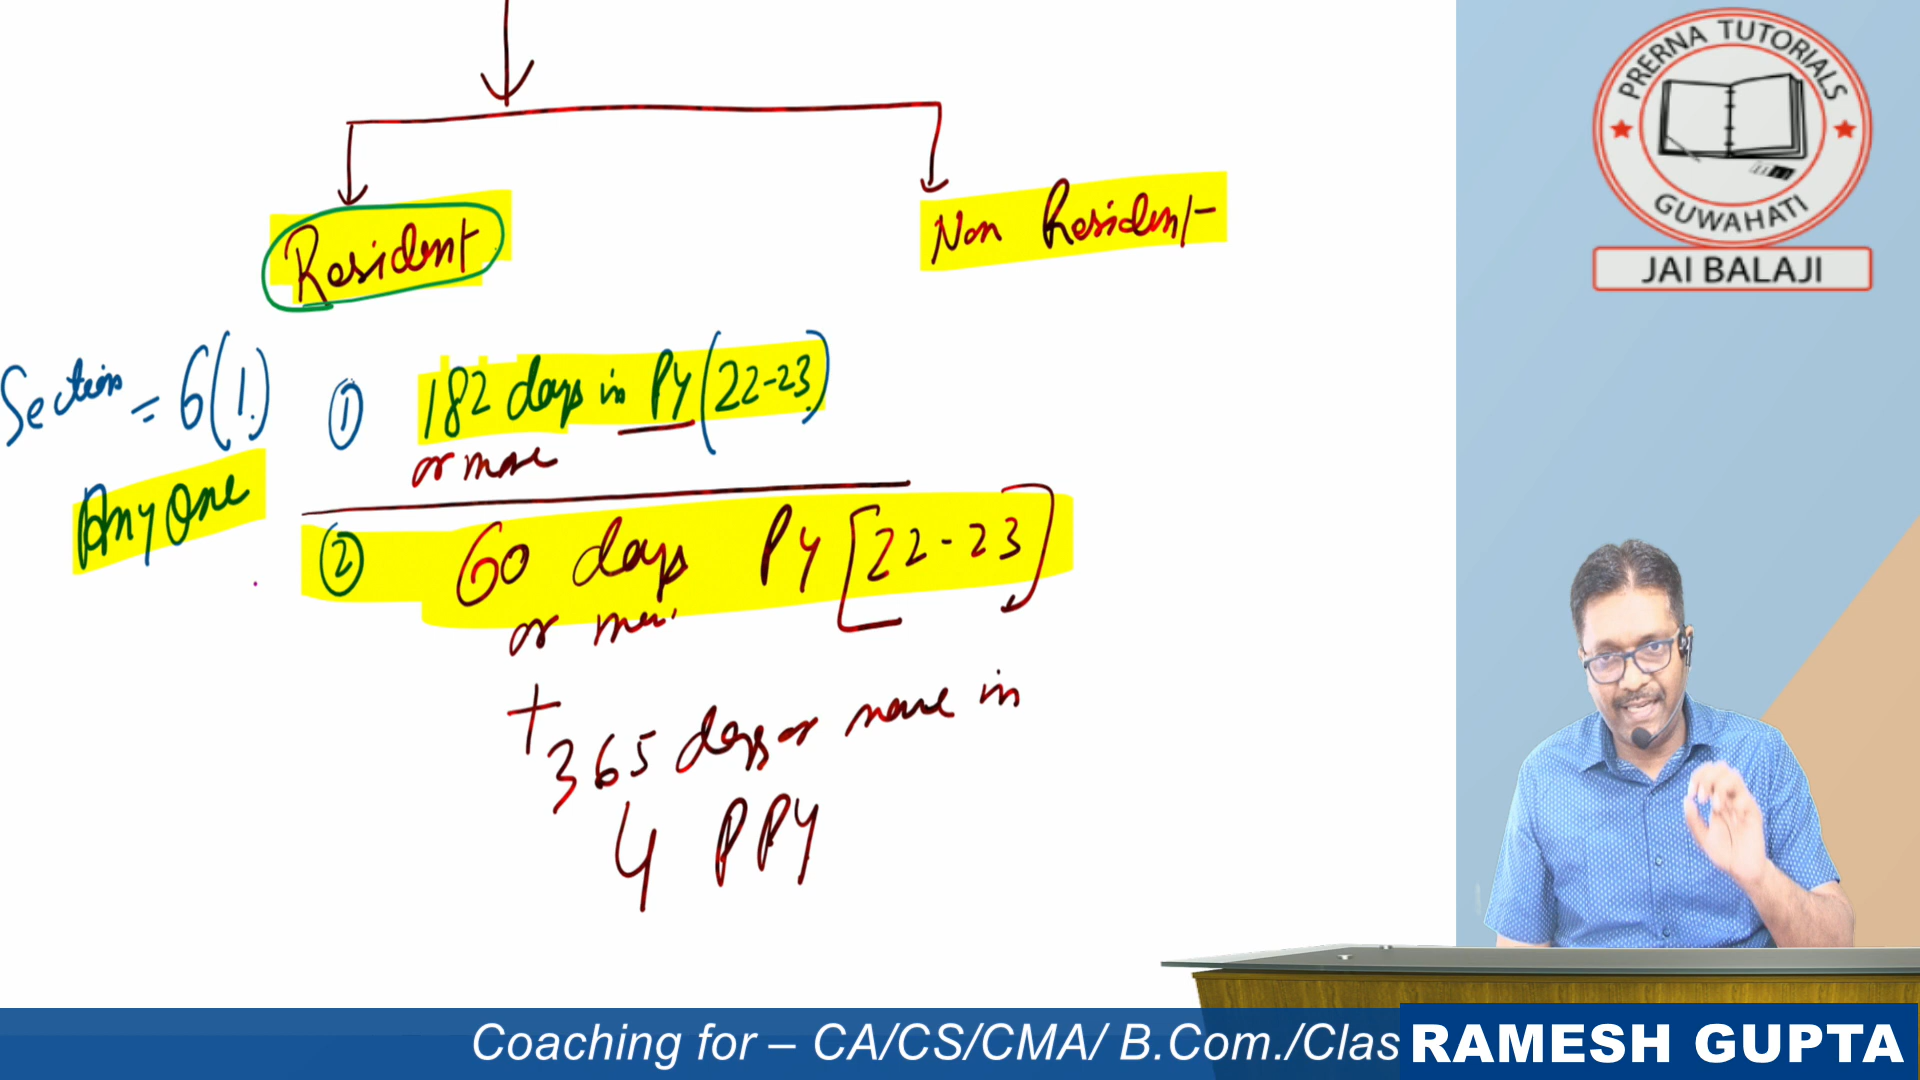 Resident
Non Resident
Section = 6(1)
① 182 days in PY (22-23)
or more
Any One
② 60 days PY [22-23]
or more
+
365 days or more in
4 PPY
PRERNA TUTORIALS
GUWAHATI
JAI BALAJI
Coaching for – CA/CS/CMA/ B.Com./Clas
RAMESH GUPTA